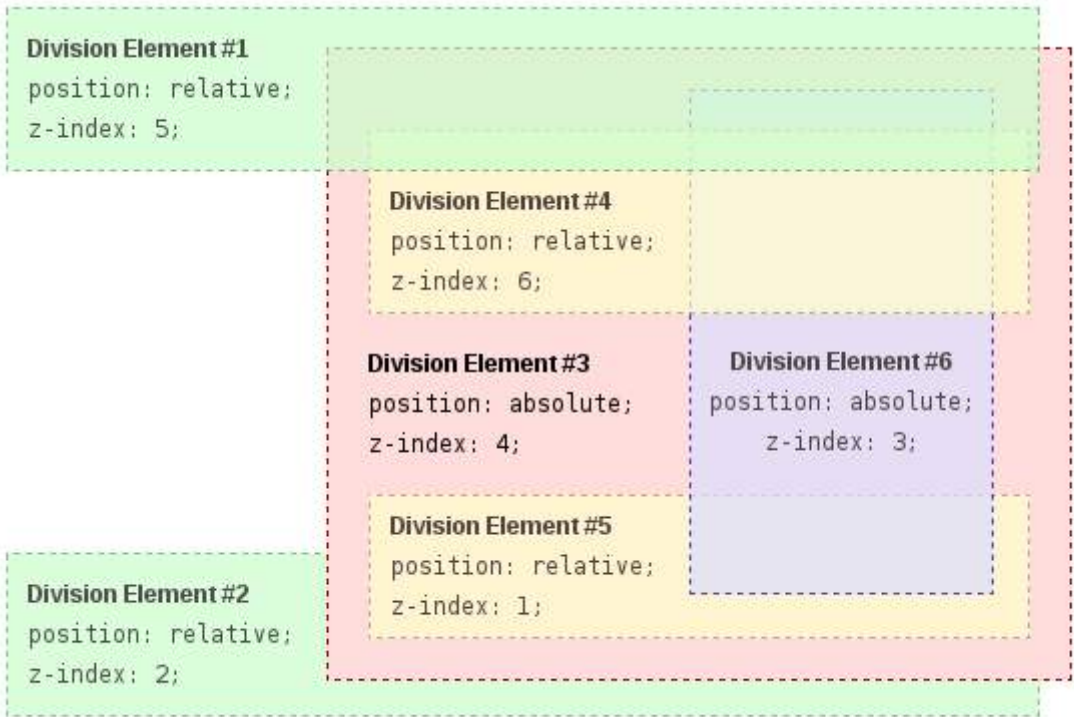 Division Element #1
position: relative;
z-index: 5;
Division Element #4
position: relative;
z-index: 6;
Division Element #3
position: absolute;
z-index: 4;
Division Element #6
position: absolute;
z-index: 3;
Division Element #5
position: relative;
z-index: 1;
Division Element #2
position: relative;
z-index: 2;